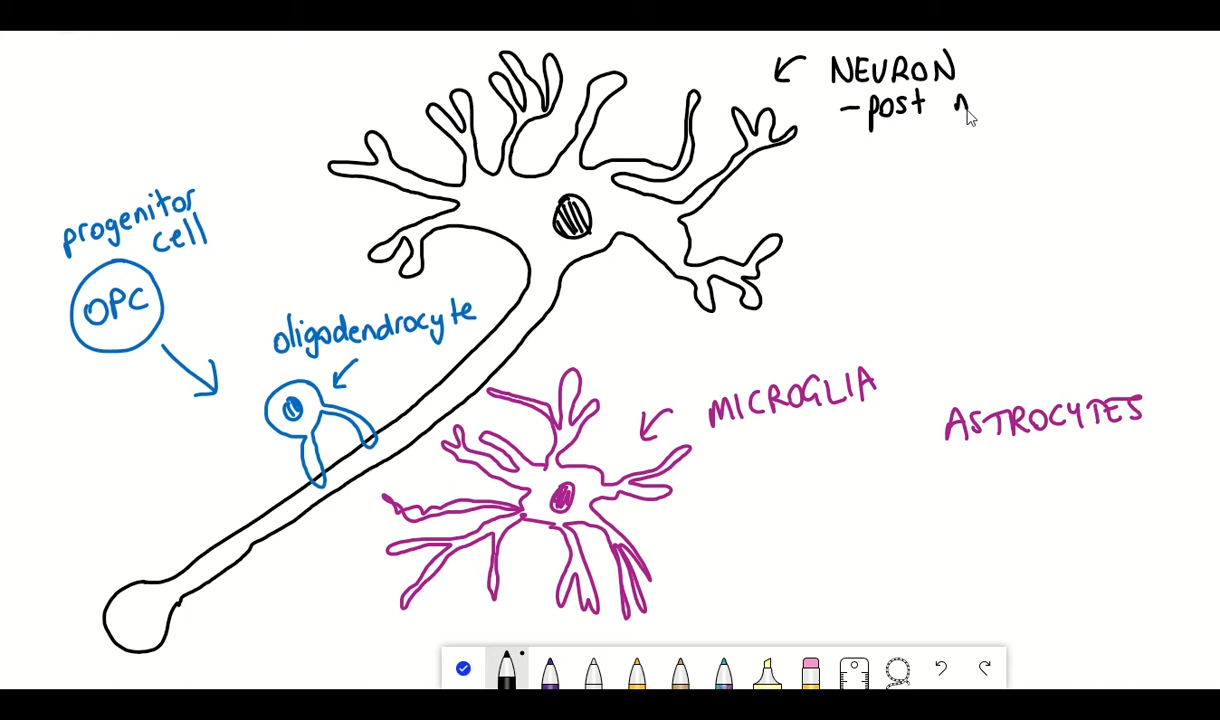 NEURON
- post
progenitor
cell
OPC
oligodendrocyte
MICROGLIA
ASTROCYTES